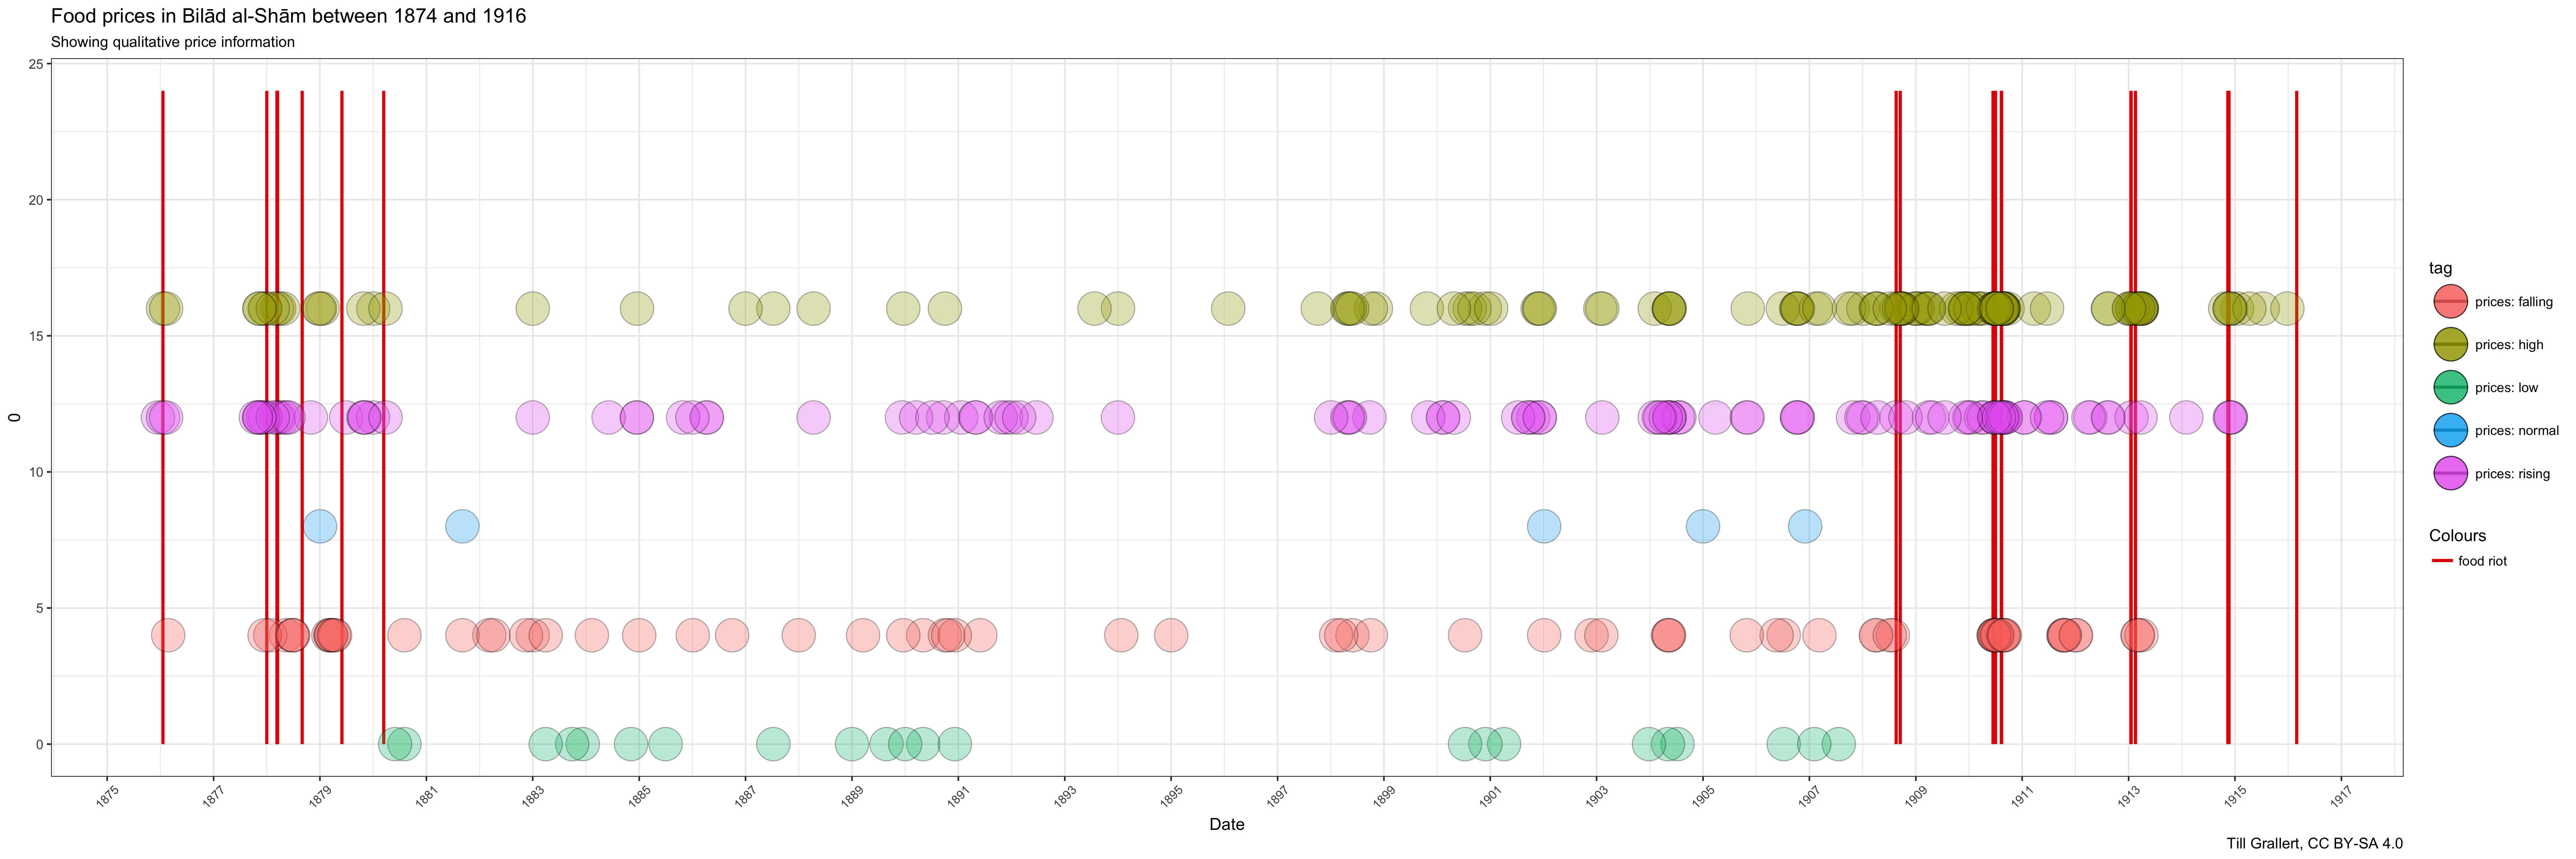 Food prices in Bilād al-Shām between 1874 and 1916
Showing qualitative price information
25
20
15
10
5
0
0
1875
1877
1879
1881
1883
1885
1887
1889
1891
1893
1895
1897
1899
1901
1903
1905
1907
1909
1911
1913
1915
1917
Date
tag
prices: falling
prices: high
prices: low
prices: normal
prices: rising
Colours
food riot
Till Grallert, CC BY-SA 4.0